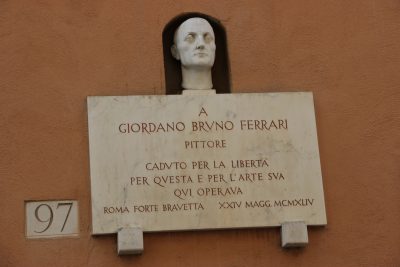 A
GIORDANO BRVNO FERRARI
PITTORE
CADVTO PER LA LIBERTÀ
PER QVESTA E PER L'ARTE SVA
QVI OPERAVA
ROMA FORTE BRAVETTA XXIV MAGG. MCMXLIV
97